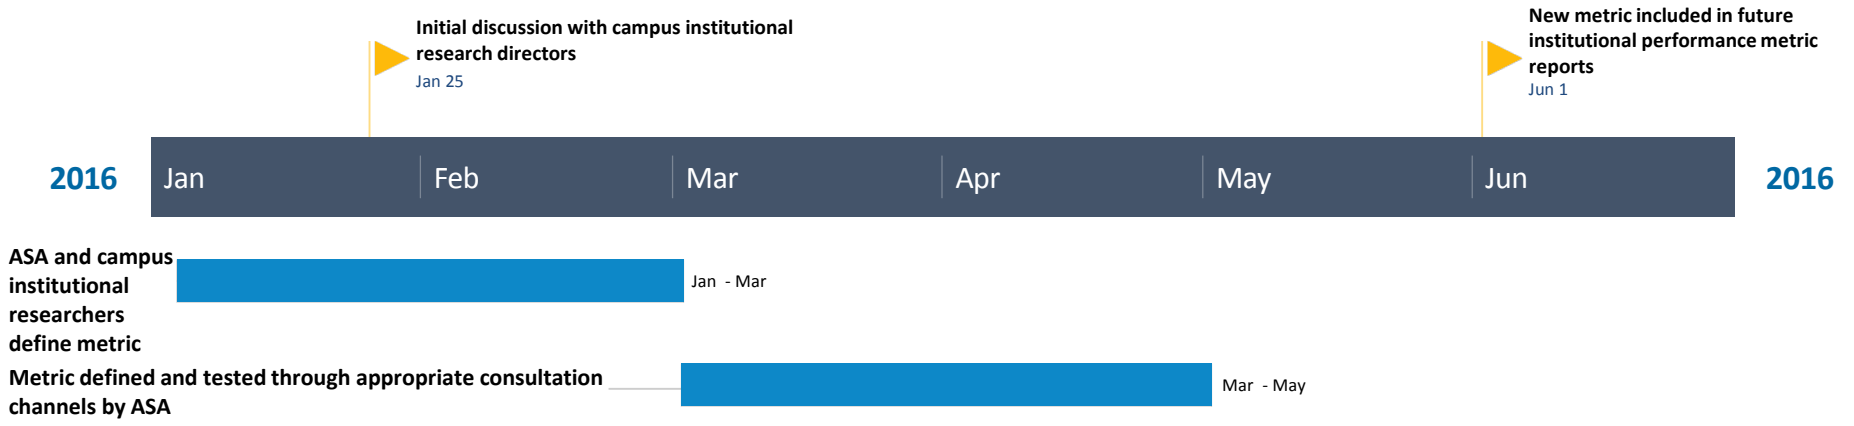 Initial discussion with campus institutional
research directors
Jan 25
New metric included in future
institutional performance metric
reports
Jun 1
2016 Jan Feb Mar Apr May Jun 2016
ASA and campus
institutional
researchers
define metric
Jan - Mar
Metric defined and tested through appropriate consultation
channels by ASA
Mar - May